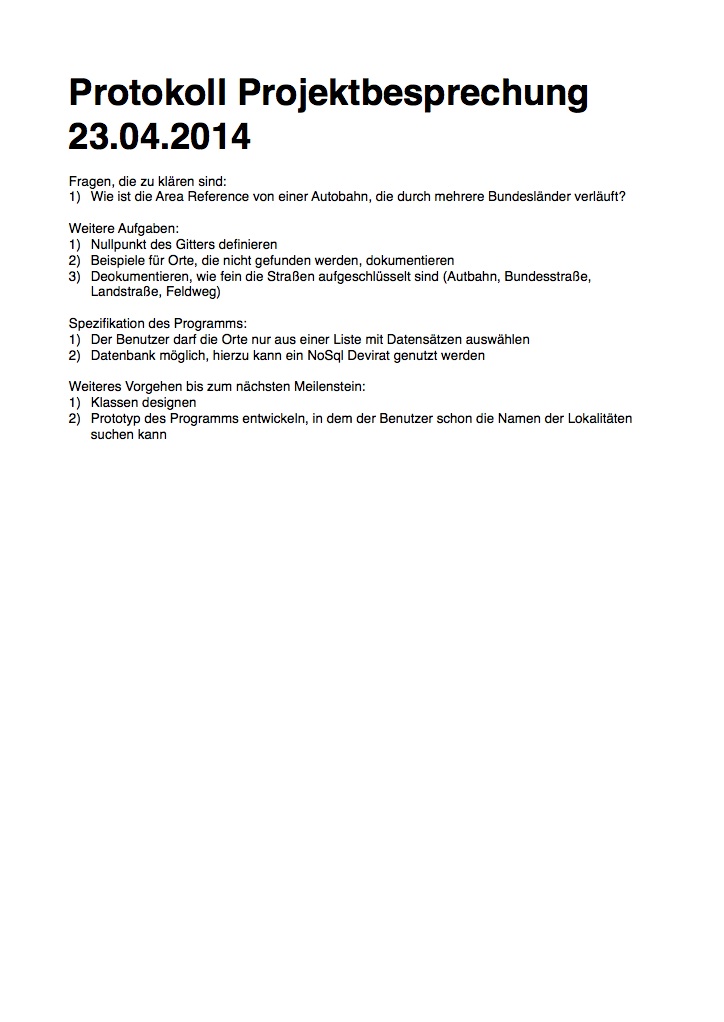 Protokoll Projektbesprechung
23.04.2014
Fragen, die zu klären sind:
1) Wie ist die Area Reference von einer Autobahn, die durch mehrere Bundesländer verläuft?
Weitere Aufgaben:
1) Nullpunkt des Gitters definieren
2) Beispiele für Orte, die nicht gefunden werden, dokumentieren
3) Deokumentieren, wie fein die Straßen aufgeschlüsselt sind (Autbahn, Bundesstraße,
Landstraße, Feldweg)
Spezifikation des Programms:
1) Der Benutzer darf die Orte nur aus einer Liste mit Datensätzen auswählen
2) Datenbank möglich, hierzu kann ein NoSql Devirat genutzt werden
Weiteres Vorgehen bis zum nächsten Meilenstein:
1) Klassen designen
2) Prototyp des Programms entwickeln, in dem der Benutzer schon die Namen der Lokalitäten
suchen kann